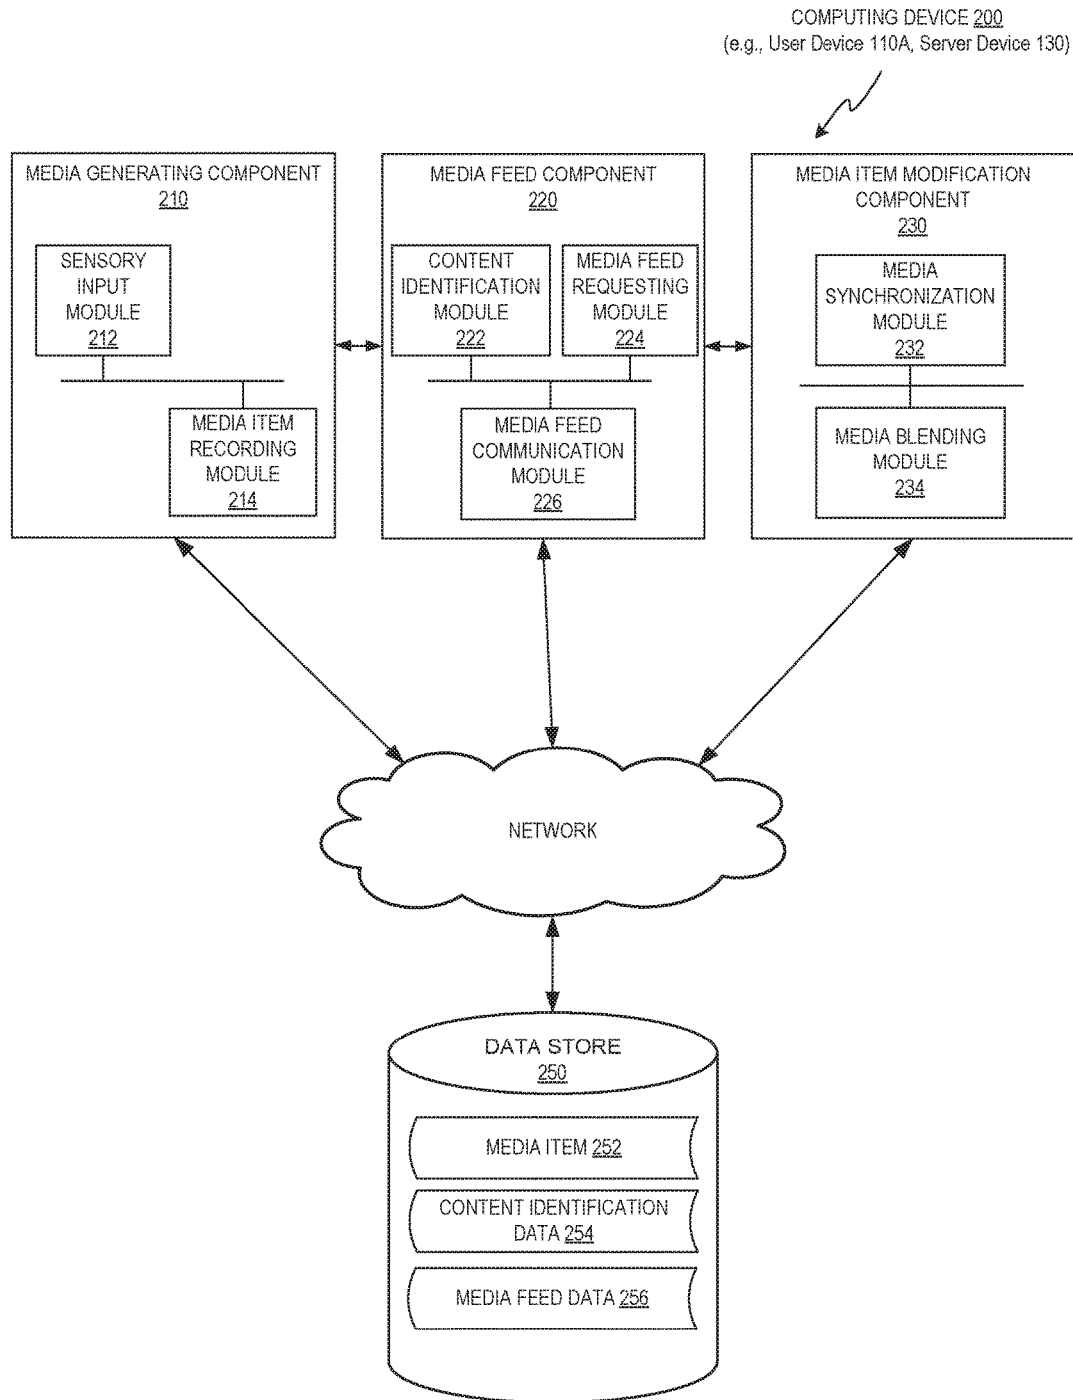 COMPUTING DEVICE 200
(e.g., User Device 110A, Server Device 130)
MEDIA GENERATING COMPONENT
210
SENSORY
INPUT
MODULE
212
MEDIA ITEM
RECORDING
MODULE
214
MEDIA FEED COMPONENT
220
CONTENT
IDENTIFICATION
MODULE
222
MEDIA FEED
REQUESTING
MODULE
224
MEDIA FEED
COMMUNICATION
MODULE
226
MEDIA ITEM MODIFICATION
COMPONENT
230
MEDIA
SYNCHRONIZATION
MODULE
232
MEDIA BLENDING
MODULE
234
NETWORK
DATA STORE
250
MEDIA ITEM 252
CONTENT IDENTIFICATION
DATA 254
MEDIA FEED DATA 256